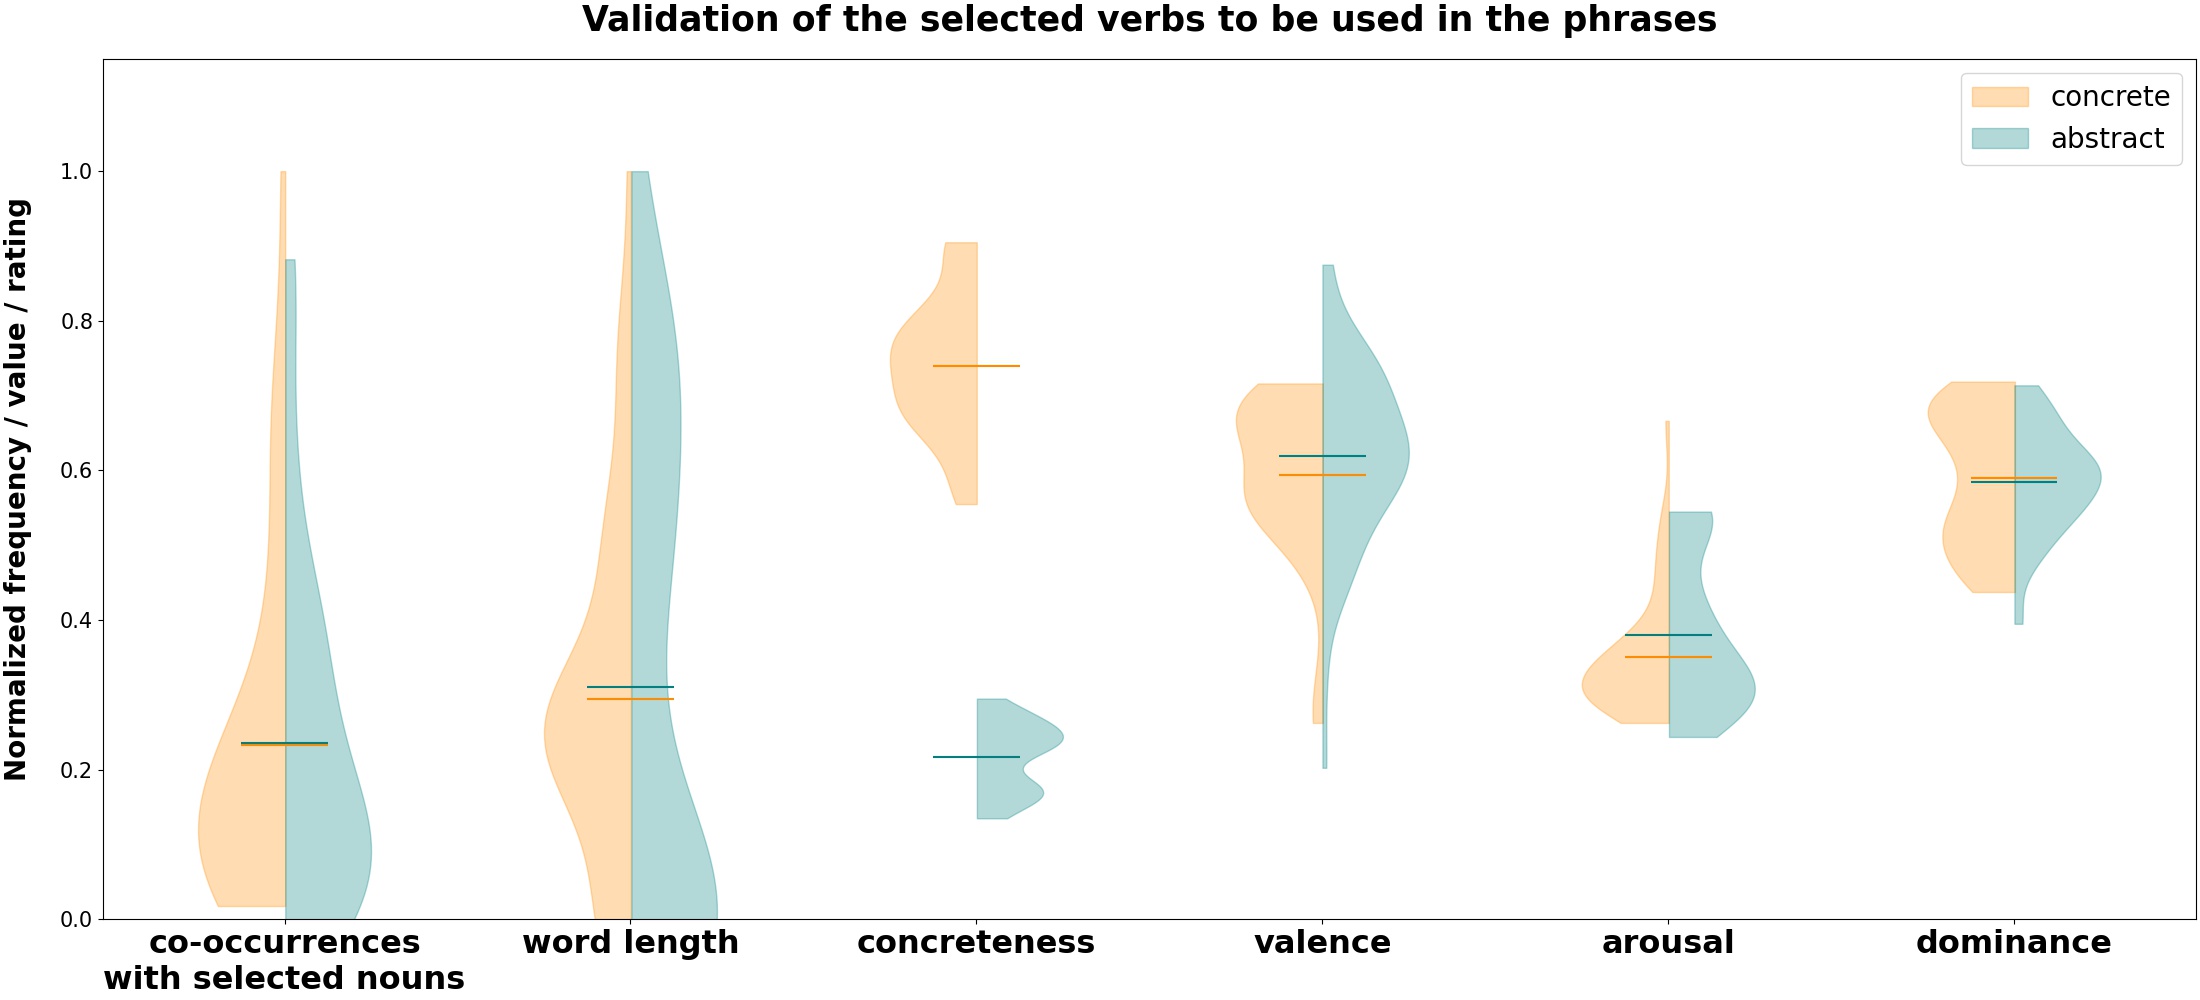 Validation of the selected verbs to be used in the phrases
Normalized frequency / value / rating
1.0
0.8
0.6
0.4
0.2
0.0
concrete
abstract
co-occurrences
with selected nouns
word length
concreteness
valence
arousal
dominance